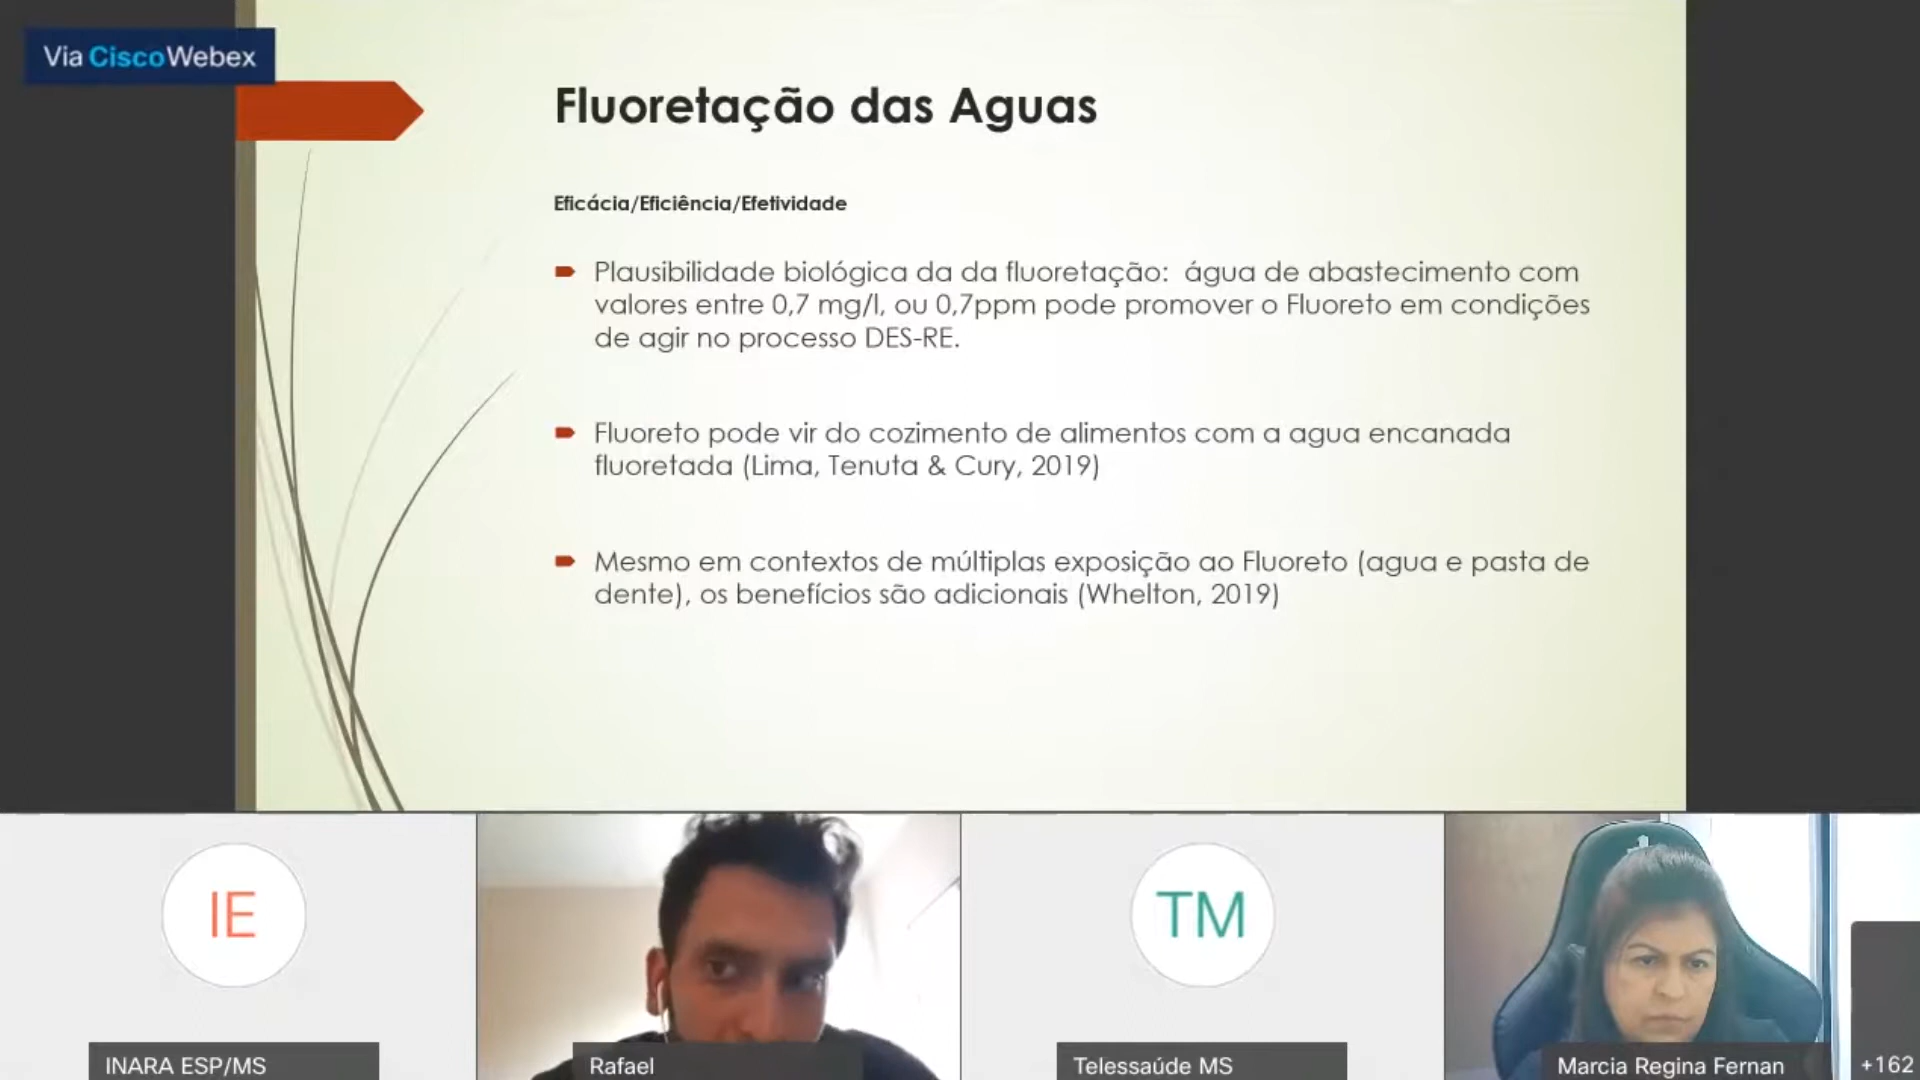 Via CiscoWebex
Fluoretação das Aguas
Eficácia/Eficiência/Efetividade
Plausibilidade biológica da da fluoretação: água de abastecimento com
valores entre 0,7 mg/l, ou 0,7ppm pode promover o Fluoreto em condições
de agir no processo DES-RE.
Fluoreto pode vir do cozimento de alimentos com a agua encanada
fluoretada (Lima, Tenuta & Cury, 2019)
Mesmo em contextos de múltiplas exposição ao Fluoreto (agua e pasta de
dente), os benefícios são adicionais (Whelton, 2019)
IE
TM
INARA ESP/MS
Rafael
Telessaúde MS
Marcia Regina Fernan
+162